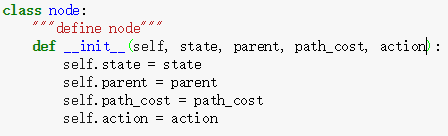 class node:
    """define node"""
    def __init__(self, state, parent, path_cost, action):
        self.state = state
        self.parent = parent
        self.path_cost = path_cost
        self.action = action